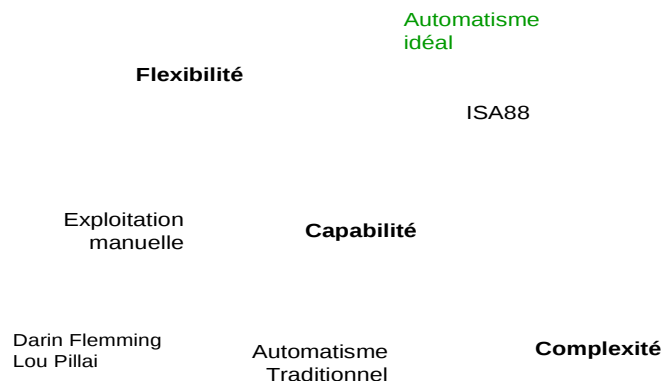 Automatisme
idéal
Flexibilité
ISA88
Exploitation
manuelle
Capabilité
Darin Flemming
Lou Pillai
Automatisme
Traditionnel
Complexité